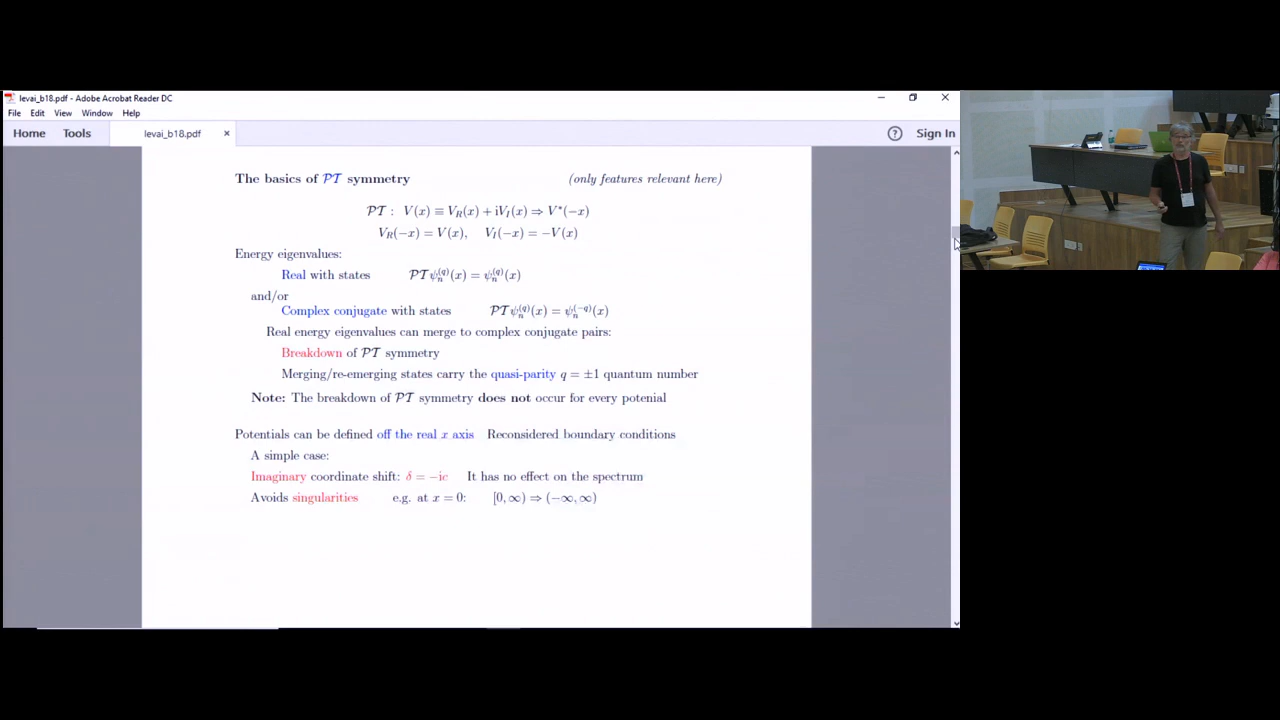 levai_b18.pdf - Adobe Acrobat Reader DC
File Edit View Window Help
Home Tools levai_b18.pdf × ? Sign In
The basics of 𝒫𝒯 symmetry (only features relevant here)
𝒫𝒯 : V(x) ≡ V_R(x) + iV_I(x) ⇒ V*(−x)
V_R(−x) = V(x), V_I(−x) = −V(x)
Energy eigenvalues:
Real with states 𝒫𝒯ψ_n^(q)(x) = ψ_n^(q)(x)
and/or
Complex conjugate with states 𝒫𝒯ψ_n^(q)(x) = ψ_n^(−q)(x)
Real energy eigenvalues can merge to complex conjugate pairs:
Breakdown of 𝒫𝒯 symmetry
Merging/re-emerging states carry the quasi-parity q = ±1 quantum number
Note: The breakdown of 𝒫𝒯 symmetry does not occur for every potenial
Potentials can be defined off the real x axis Reconsidered boundary conditions
A simple case:
Imaginary coordinate shift: δ = −ic It has no effect on the spectrum
Avoids singularities e.g. at x = 0: [0, ∞) ⇒ (−∞, ∞)